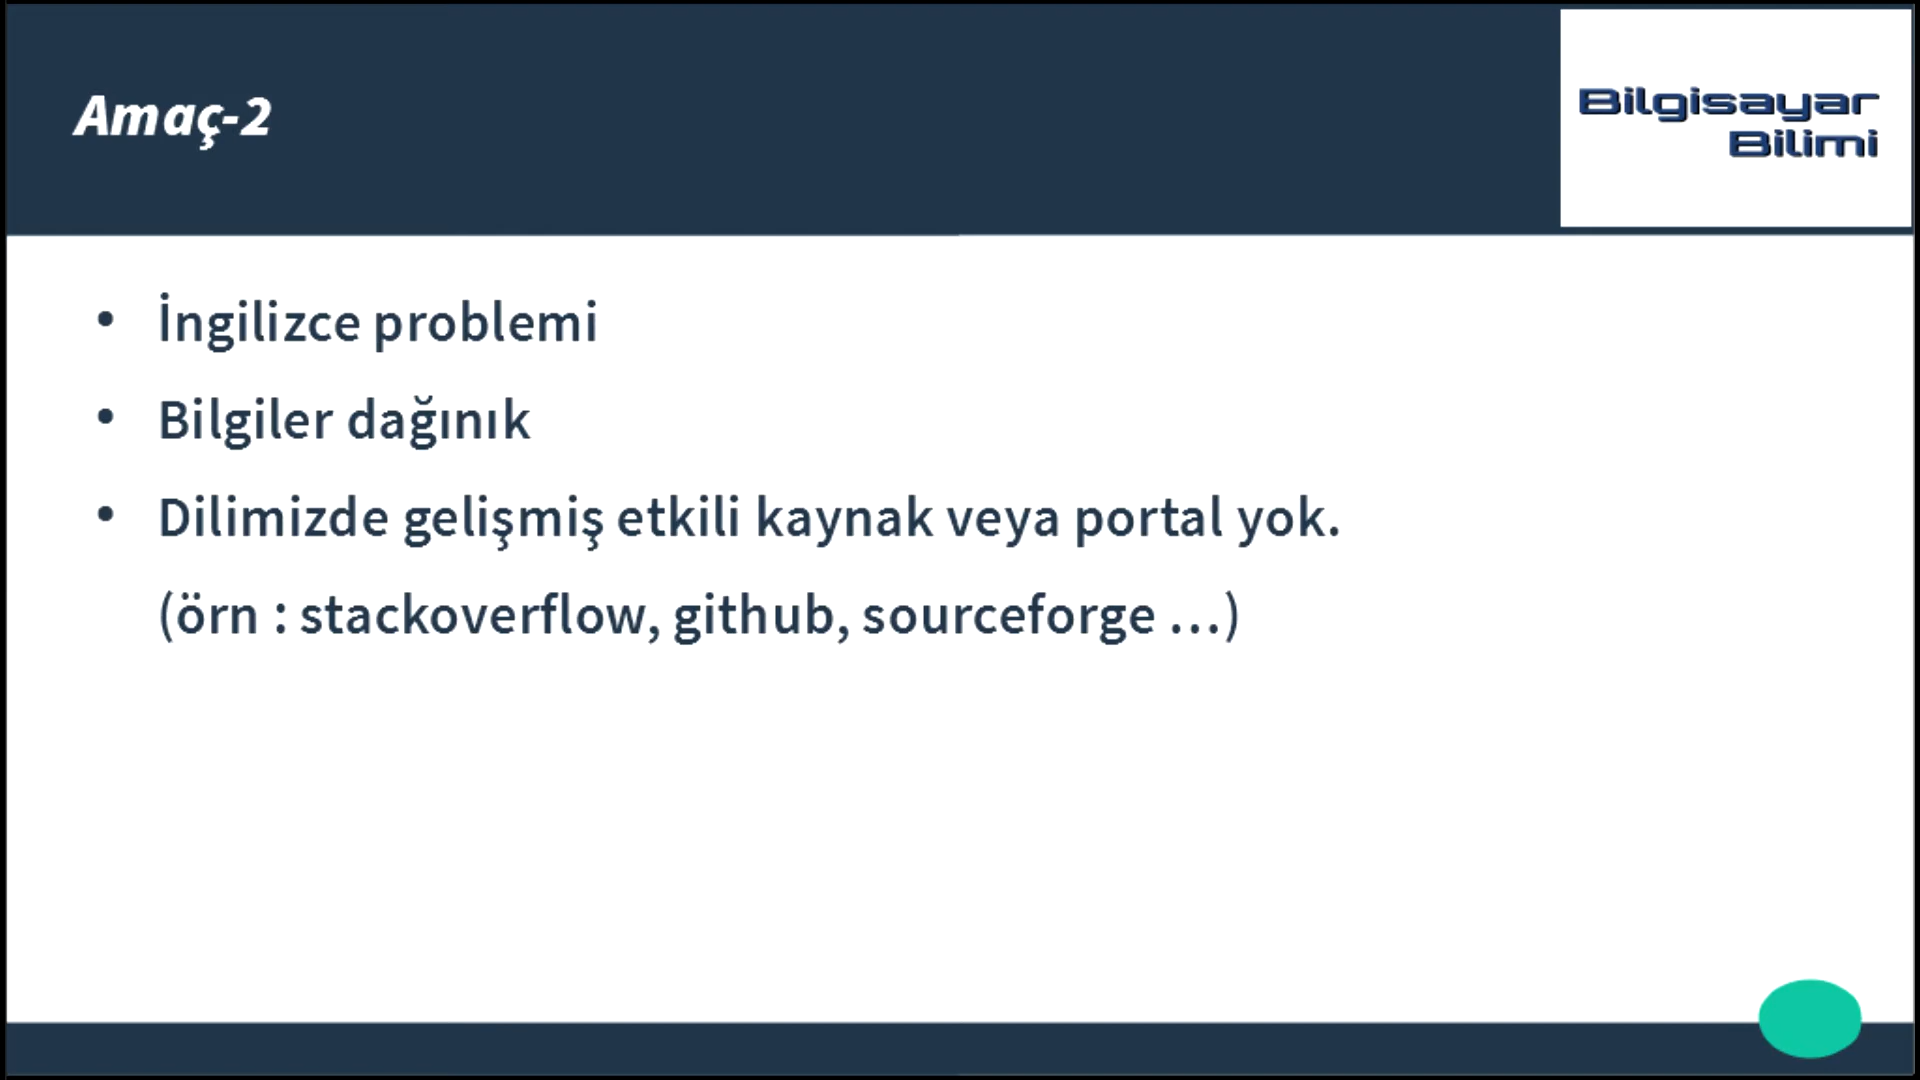 Amaç-2
Bilgisayar
Bilimi
• İngilizce problemi
• Bilgiler dağınık
• Dilimizde gelişmiş etkili kaynak veya portal yok.
(örn : stackoverflow, github, sourceforge ...)